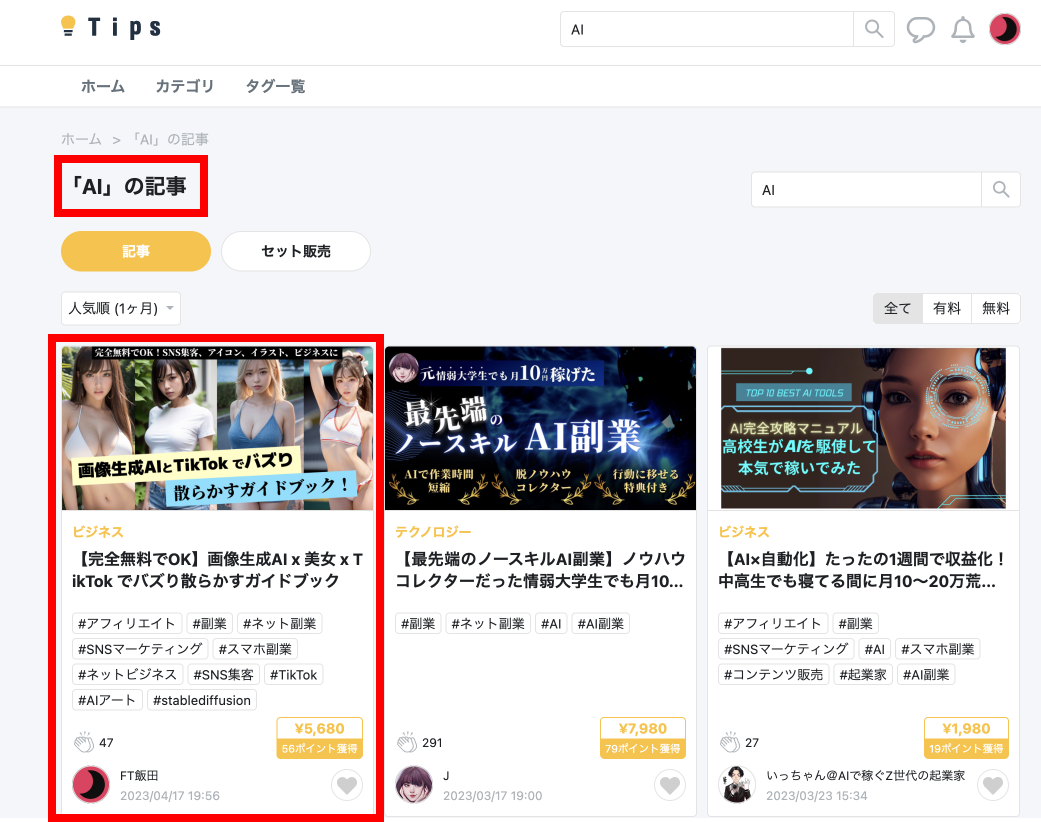 Tips
AI
ホーム カテゴリ タグ一覧
ホーム > 「AI」の記事
「AI」の記事
AI
記事 セット販売
人気順 (1ヶ月)
全て 有料 無料
完全無料でOK！SNS集客、アイコン、イラスト、ビジネスに
画像生成AIとTikTok でバズり
散らかすガイドブック！
ビジネス
【完全無料でOK】画像生成AI x 美女 x T
ikTok でバズり散らかすガイドブック
#アフィリエイト #副業 #ネット副業
#SNSマーケティング #スマホ副業
#ネットビジネス #SNS集客 #TikTok
#AIアート #stablediffusion
47
¥5,680
56ポイント獲得
FT飯田
2023/04/17 19:56
元情弱大学生でも月10万円稼げた
最先端の
ノースキルAI副業
AIで作業時間
短縮
脱ノウハウ
コレクター
行動に移せる
特典付き
テクノロジー
【最先端のノースキルAI副業】ノウハウ
コレクターだった情弱大学生でも月10...
#副業 #ネット副業 #AI #AI副業
291
¥7,980
79ポイント獲得
J
2023/03/17 19:00
TOP 10 BEST AI TOOLS
AI完全攻略マニュアル
高校生がAIを駆使して
本気で稼いでみた
ビジネス
【AI×自動化】たったの1週間で収益化！
中高生でも寝てる間に月10〜20万荒...
#アフィリエイト #副業
#SNSマーケティング #AI #スマホ副業
#コンテンツ販売 #起業家 #AI副業
27
¥1,980
19ポイント獲得
いっちゃん＠AIで稼ぐZ世代の起業家
2023/03/23 15:34